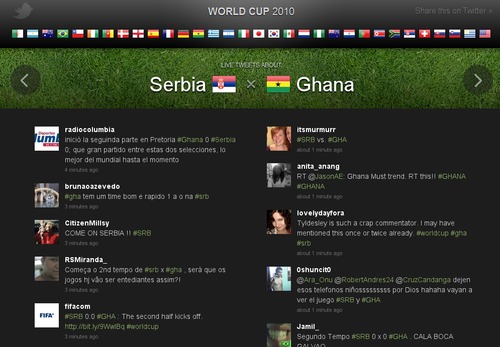 WORLD CUP 2010
Share this on Twitter »
LIVE TWEETS ABOUT
Serbia × Ghana
radiocolumbia
inició la seguinda parte en Pretoria #Ghana 0 #Serbia
0; que gran partido entre estas dos selecciones, lo
mejor del mundial hasta el momento
4 minutes ago
brunaoazevedo
#gha tem um time bom e rapido 1 a o na #srb
3 minutes ago
CitizenMillsy
COME ON SERBIA !! #SRB
2 minutes ago
RSMiranda_
Começa o 2nd tempo de #srb x #gha , será que os
jogos hj vão ser entediantes assim?!
3 minutes ago
fifacom
#SRB 0:0 #GHA : The second half kicks off.
http://bit.ly/9WwlBq #worldcup
3 minutes ago
itsmurmurr
#SRB vs. #GHA
about 1 minute ago
anita_anang
RT @JasonAE: Ghana Must trend. RT this!! #GHANA
#GHANA
about 1 minute ago
lovelydayfora
Tyldesley is such a crap commentator. I may have
mentioned this once or twice already. #worldcup #gha
#srb
about 1 minute ago
0shuncit0
@Ara_Onu @RobertAndres24 @CruzCandanga dejen
esos telefonos niñosssssssss por Dios hahaha vayan a
ver el juego #SRB y #GHA
about 1 minute ago
Jamil_
Segundo Tempo #SRB 0 x 0 #GHA . CALA BOCA
GALVAO